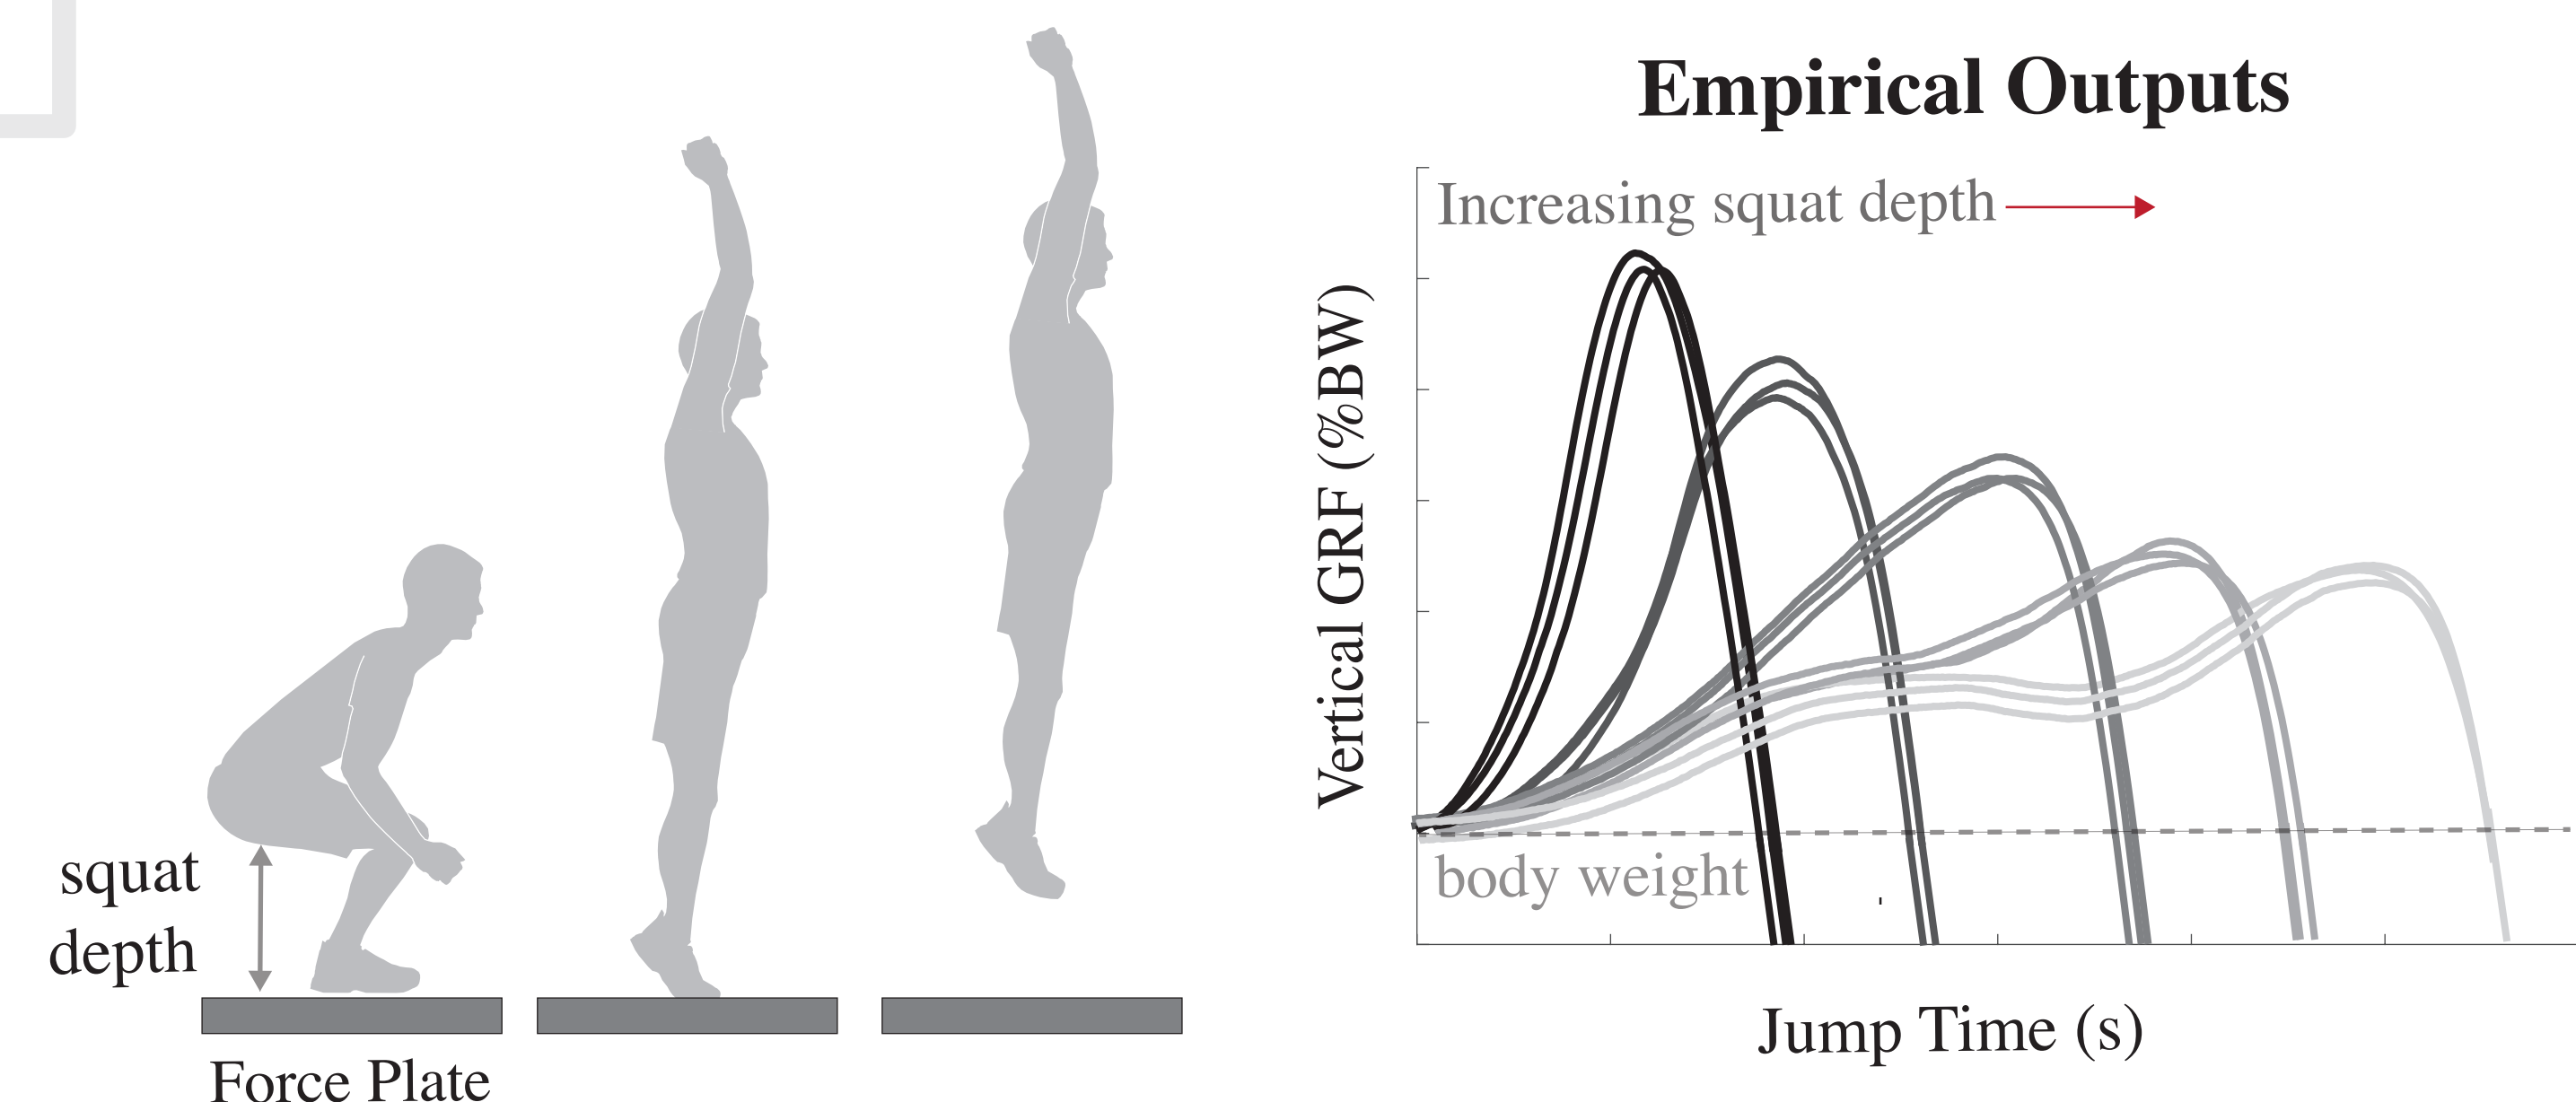 squat
depth
Force Plate
Empirical Outputs
Increasing squat depth
Vertical GRF (%BW)
body weight
Jump Time (s)